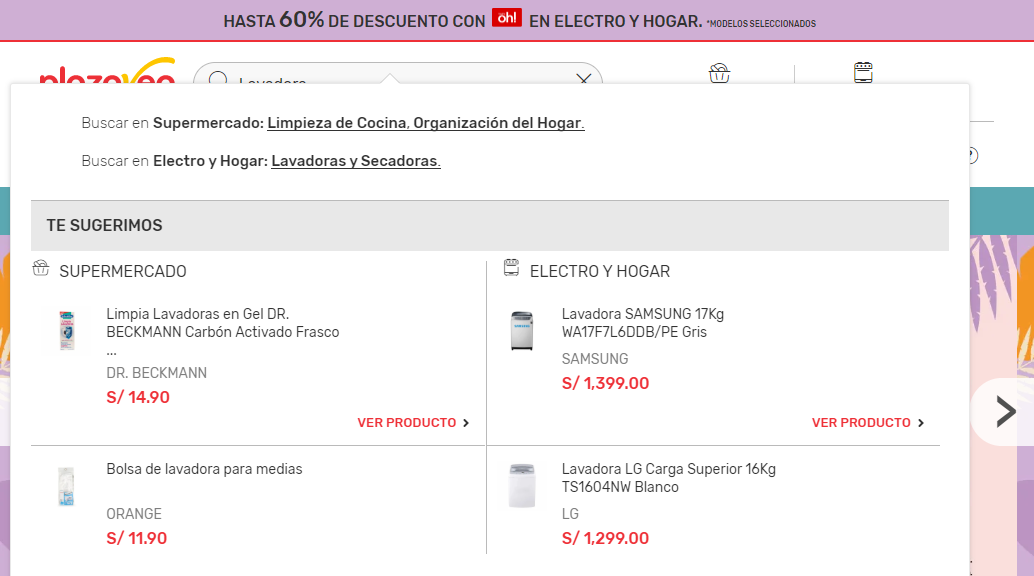 HASTA 60% DE DESCUENTO CON oh! EN ELECTRO Y HOGAR. *MODELOS SELECCIONADOS
plazavea
Lavadora
Buscar en Supermercado: Limpieza de Cocina, Organización del Hogar.
Buscar en Electro y Hogar: Lavadoras y Secadoras.
TE SUGERIMOS
SUPERMERCADO
Limpia Lavadoras en Gel DR.
BECKMANN Carbón Activado Frasco
...
DR. BECKMANN
S/ 14.90
VER PRODUCTO
Bolsa de lavadora para medias
ORANGE
S/ 11.90
ELECTRO Y HOGAR
Lavadora SAMSUNG 17Kg
WA17F7L6DDB/PE Gris
SAMSUNG
S/ 1,399.00
VER PRODUCTO
Lavadora LG Carga Superior 16Kg
TS1604NW Blanco
LG
S/ 1,299.00